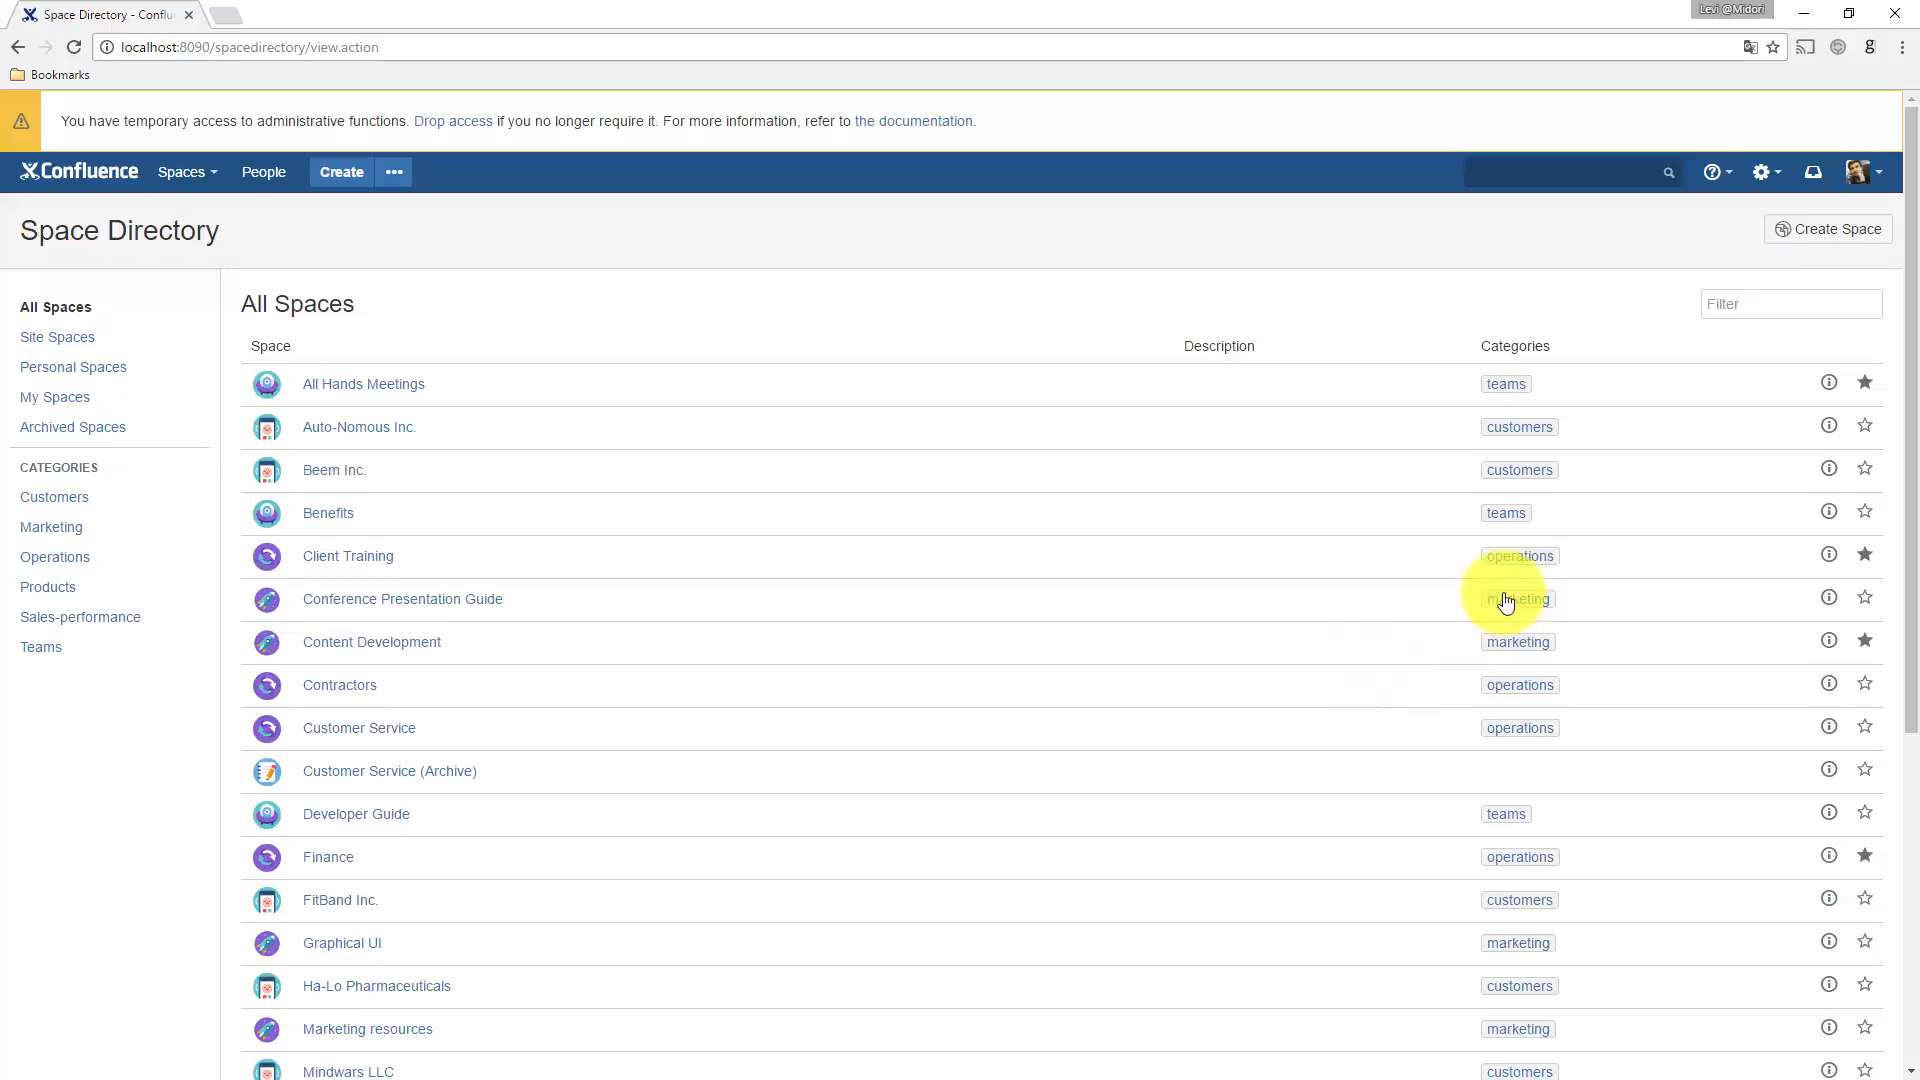 Space Directory - Conflu
Levi @Midori
localhost:8090/spacedirectory/view.action
g
Bookmarks
You have temporary access to administrative functions. Drop access if you no longer require it. For more information, refer to the documentation.
Confluence Spaces People Create •••
Space Directory
Create Space
All Spaces
Site Spaces
Personal Spaces
My Spaces
Archived Spaces
CATEGORIES
Customers
Marketing
Operations
Products
Sales-performance
Teams
All Spaces
Filter
Space Description Categories
All Hands Meetings teams
Auto-Nomous Inc. customers
Beem Inc. customers
Benefits teams
Client Training operations
Conference Presentation Guide marketing
Content Development marketing
Contractors operations
Customer Service operations
Customer Service (Archive)
Developer Guide teams
Finance operations
FitBand Inc. customers
Graphical UI marketing
Ha-Lo Pharmaceuticals customers
Marketing resources marketing
Mindwars LLC customers